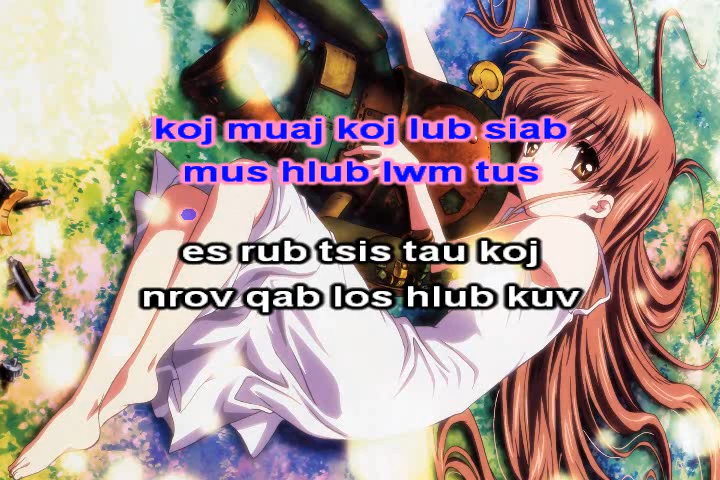 koj muaj koj lub siab
mus hlub lwm tus
es rub tsis tau koj
nrov qab los hlub kuv